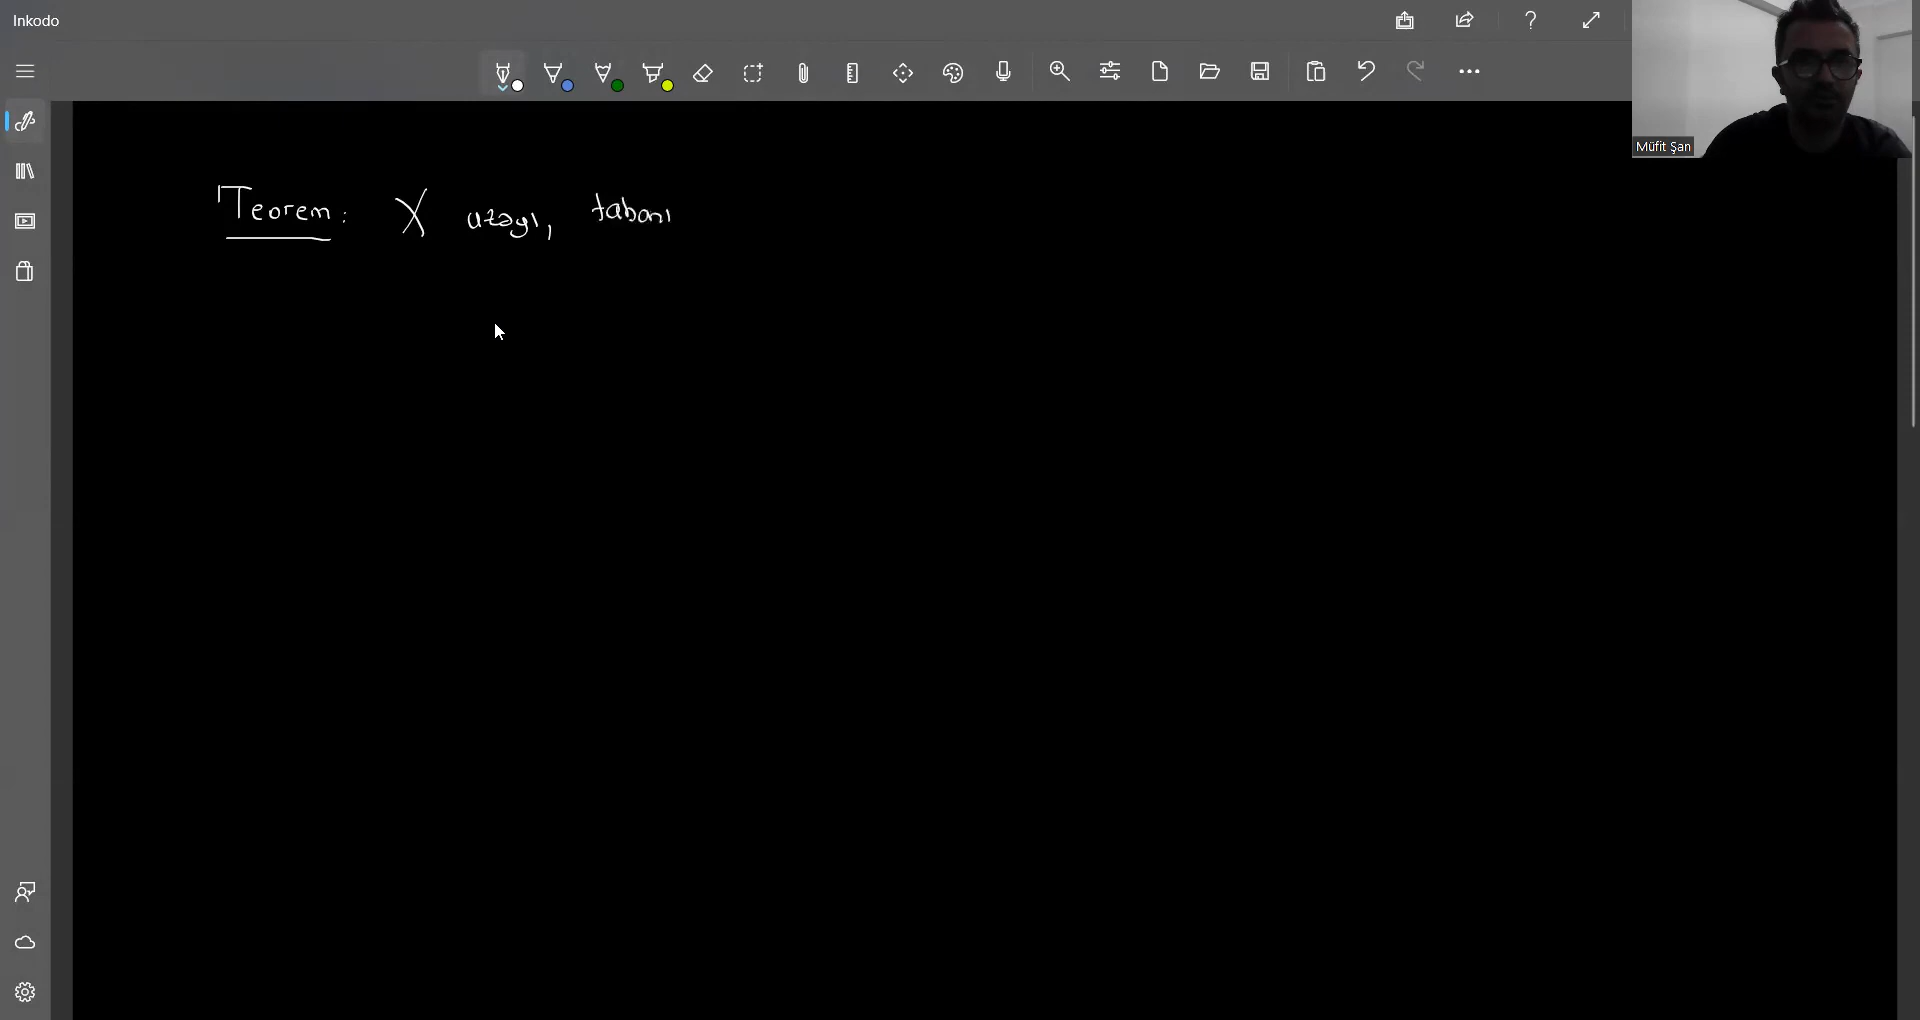 Inkodo
Müfit Şan
Teorem: X uzayı, tabanı